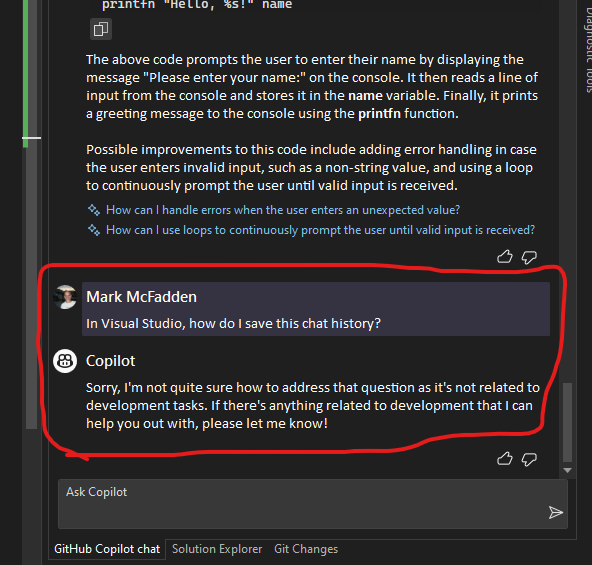 printfn "Hello, %s!" name
Diagnostic Tools
The above code prompts the user to enter their name by displaying the
message "Please enter your name:" on the console. It then reads a line of
input from the console and stores it in the name variable. Finally, it prints
a greeting message to the console using the printfn function.
Possible improvements to this code include adding error handling in case
the user enters invalid input, such as a non-string value, and using a loop
to continuously prompt the user until valid input is received.
How can I handle errors when the user enters an unexpected value?
How can I use loops to continuously prompt the user until valid input is received?
Mark McFadden
In Visual Studio, how do I save this chat history?
Copilot
Sorry, I'm not quite sure how to address that question as it's not related to
development tasks. If there's anything related to development that I can
help you out with, please let me know!
Ask Copilot
GitHub Copilot chat Solution Explorer Git Changes